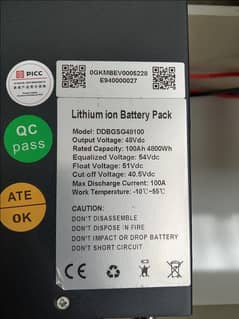 PICC
0GKMBEV0006228
E940000027
QC
pass
ATE
OK
Lithium ion Battery Pack
Model: DDBGSG48100
Output Voltage: 48Vdc
Rated Capacity: 100Ah 4800Wh
Equalized Voltage: 54Vdc
Float Voltage: 51Vdc
Cut off Voltage: 40.5Vdc
Max Discharge Current: 100A
Work Temperature: -10℃~55℃
CAUTION:
DON'T DISASSEMBLE
DON'T DISPOSE IN FIRE
DON'T IMPACT OR DROP BATTERY
DON'T SHORT CIRCUIT
CE